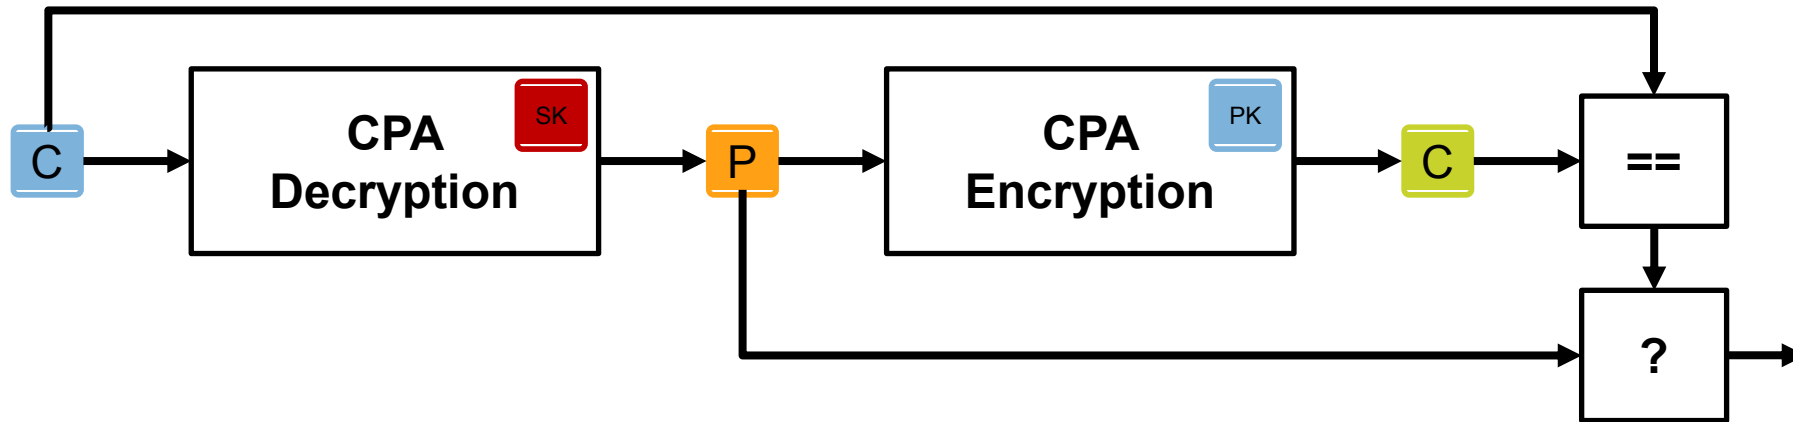 C
CPA
Decryption
SK
P
CPA
Encryption
PK
C
==
?